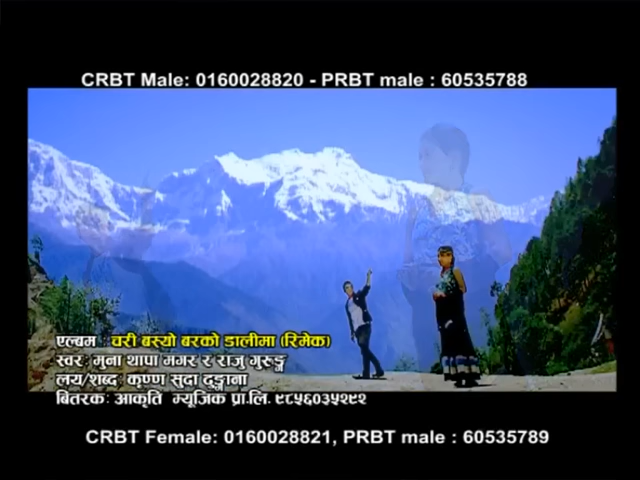 CRBT Male: 0160028820 - PRBT male : 60535788
एल्बम : चरी बस्यो बरको डालीमा (रिमेक)
स्वर: मुना थापा मगर र राजु गुरुङ्ग
लय/शब्द: कृष्ण सुदा ढुङ्गाना
बितरक: आकृति म्यूजिक प्रा.लि. ९८५६०३५२९२
CRBT Female: 0160028821, PRBT male : 60535789